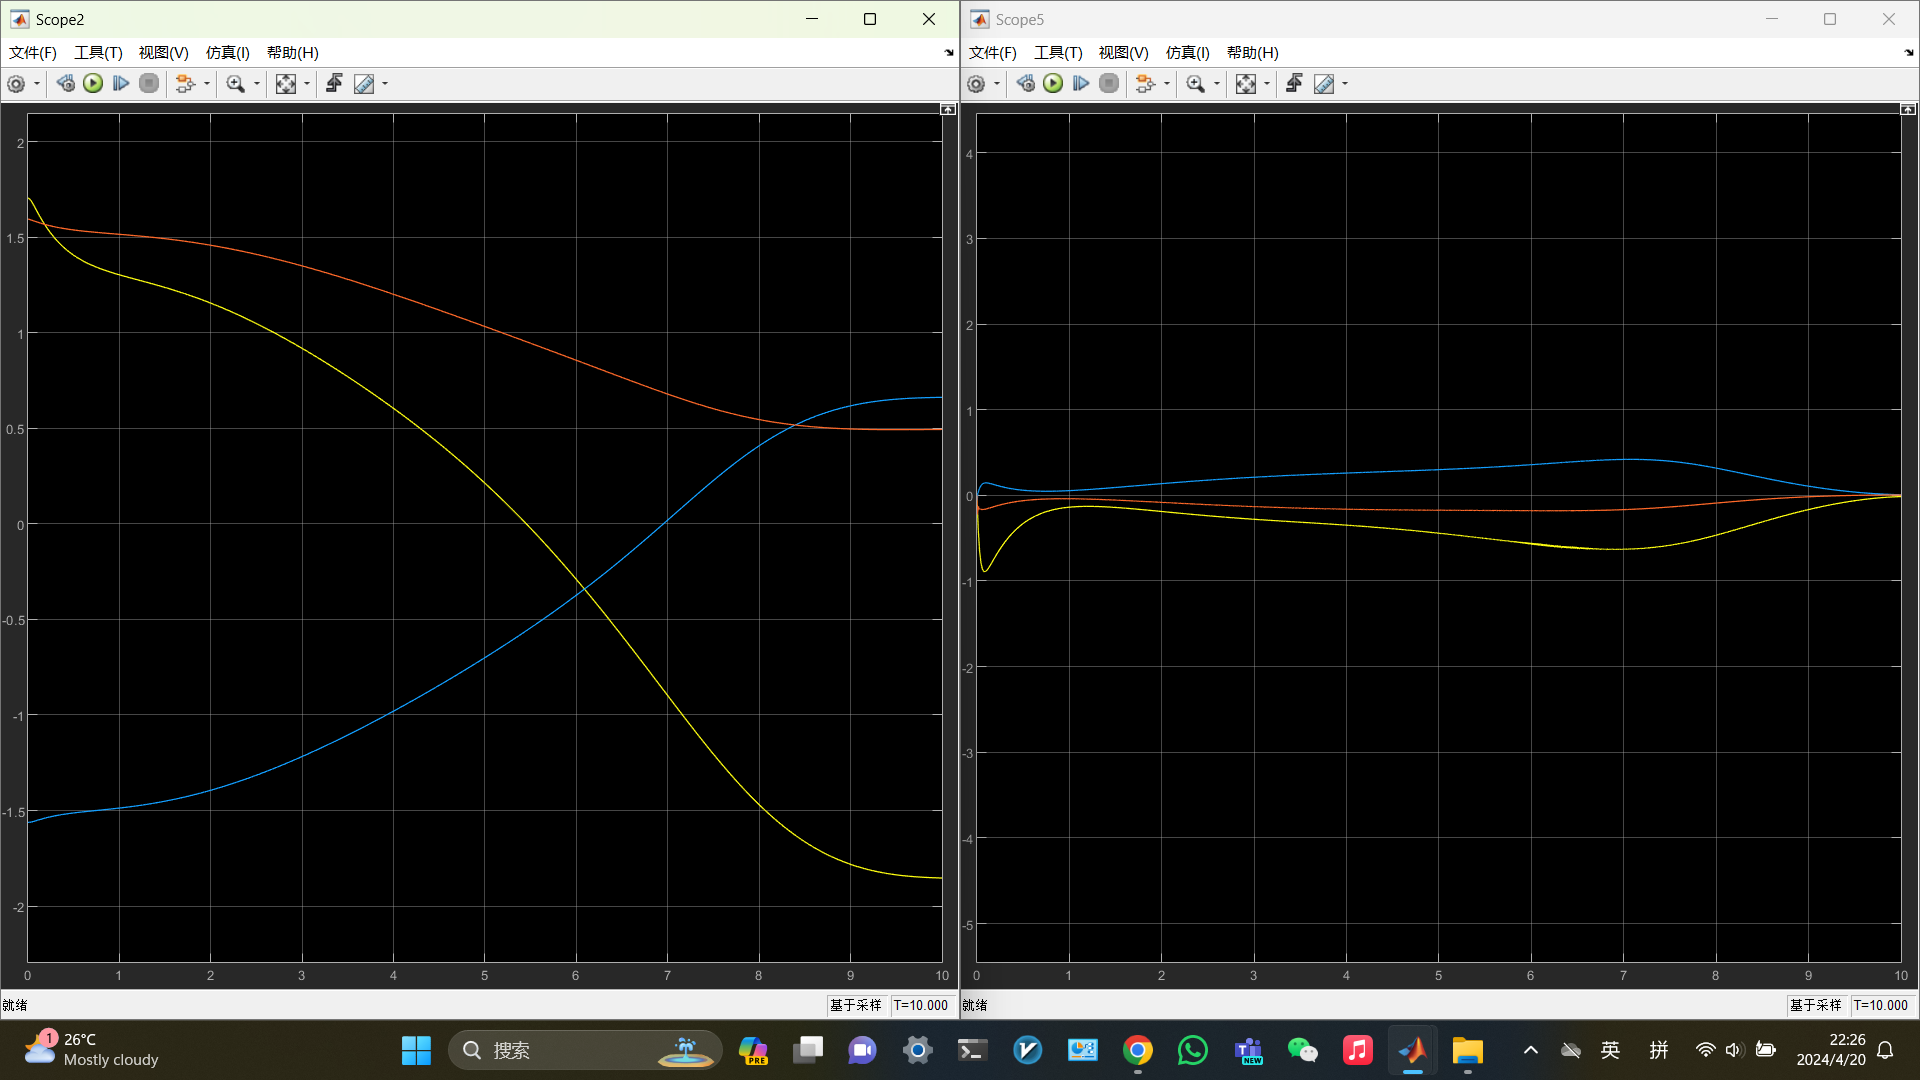 Scope2
文件(F) 工具(T) 视图(V) 仿真(I) 帮助(H)
2
1.5
1
0.5
0
-0.5
-1
-1.5
-2
0 1 2 3 4 5 6 7 8 9 10
就绪 基于采样 T=10.000
Scope5
文件(F) 工具(T) 视图(V) 仿真(I) 帮助(H)
4
3
2
1
0
-1
-2
-3
-4
-5
0 1 2 3 4 5 6 7 8 9 10
就绪 基于采样 T=10.000
1
26°C
Mostly cloudy
搜索
PRE
NEW
英 拼
22:26
2024/4/20